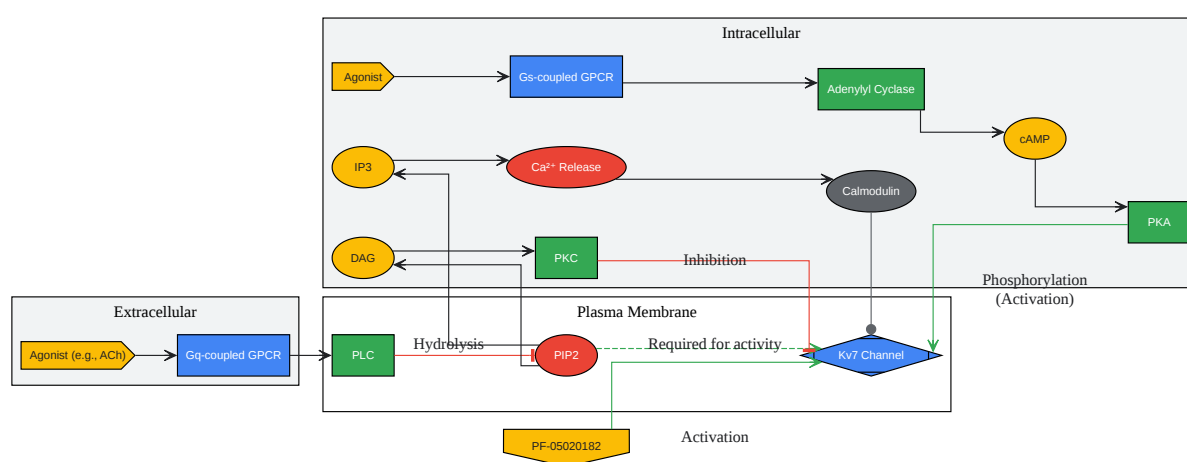 Intracellular
Agonist
Gs-coupled GPCR
Adenylyl Cyclase
cAMP
IP3
Ca²⁺ Release
Calmodulin
PKA
DAG
PKC
Inhibition
Phosphorylation
(Activation)
Extracellular
Plasma Membrane
Agonist (e.g., ACh)
Gq-coupled GPCR
PLC
Hydrolysis
PIP2
Required for activity
Kv7 Channel
PF-05020182
Activation